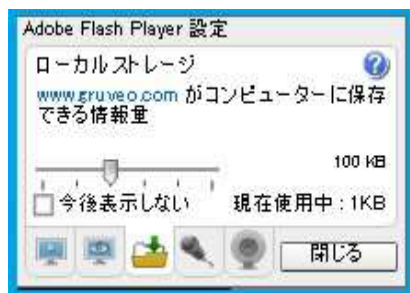 Adobe Flash Player 設定
ローカル ストレージ
www.gruveo.com がコンピューターに保存
できる情報量
100 KB
今後表示しない 現在使用中 : 1KB
閉じる